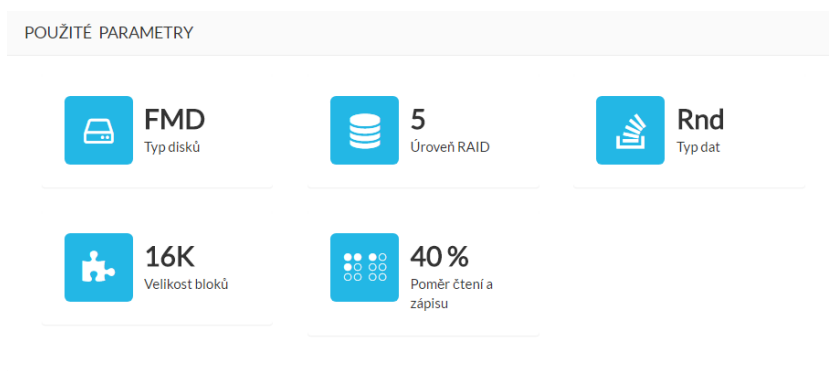 POUŽITÉ PARAMETRY
FMD
Typ disků
5
Úroveň RAID
Rnd
Typ dat
16K
Velikost bloků
40 %
Poměr čtení a
zápisu